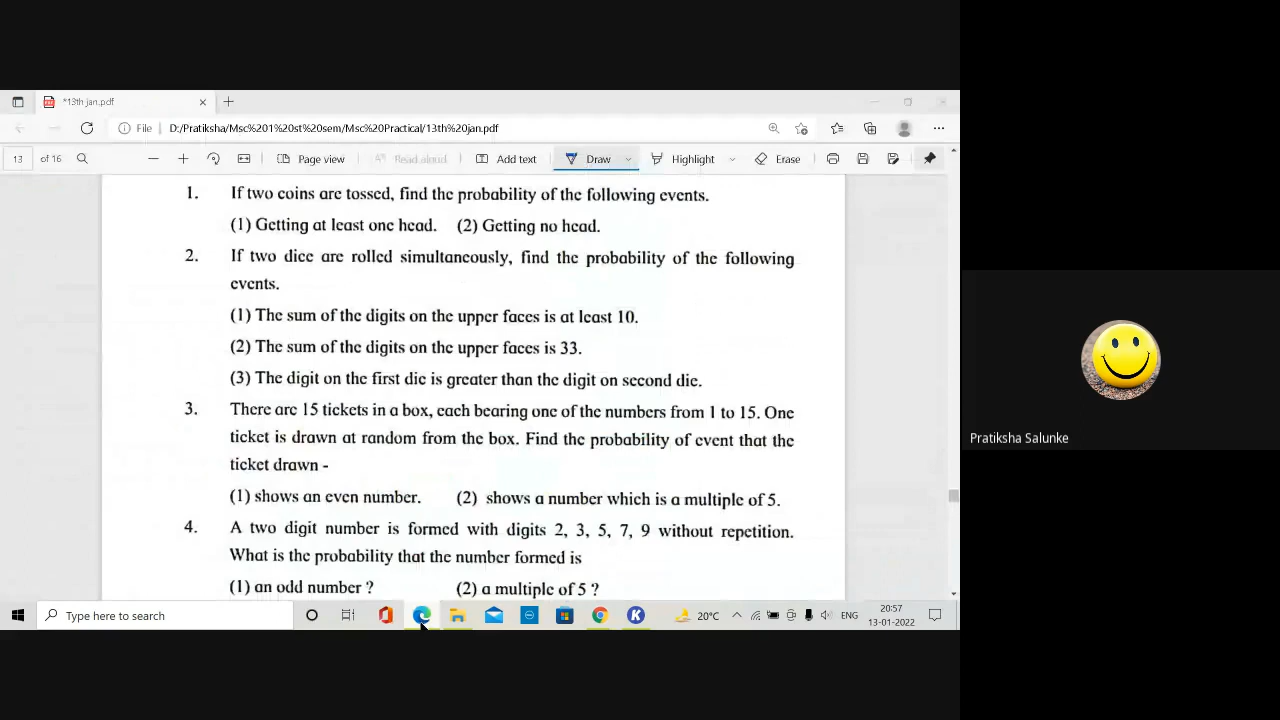 *13th jan.pdf
File | D:/Pratiksha/Msc%201%20st%20sem/Msc%20Practical/13th%20jan.pdf
13 of 16 Page view Read aloud Add text Draw Highlight Erase
1. If two coins are tossed, find the probability of the following events.
(1) Getting at least one head. (2) Getting no head.
2. If two dice are rolled simultaneously, find the probability of the following
events.
(1) The sum of the digits on the upper faces is at least 10.
(2) The sum of the digits on the upper faces is 33.
(3) The digit on the first die is greater than the digit on second die.
3. There are 15 tickets in a box, each bearing one of the numbers from 1 to 15. One
ticket is drawn at random from the box. Find the probability of event that the
ticket drawn -
(1) shows an even number. (2) shows a number which is a multiple of 5.
4. A two digit number is formed with digits 2, 3, 5, 7, 9 without repetition.
What is the probability that the number formed is
(1) an odd number ? (2) a multiple of 5 ?
Pratiksha Salunke
Type here to search K 20°C ENG 20:57
13-01-2022